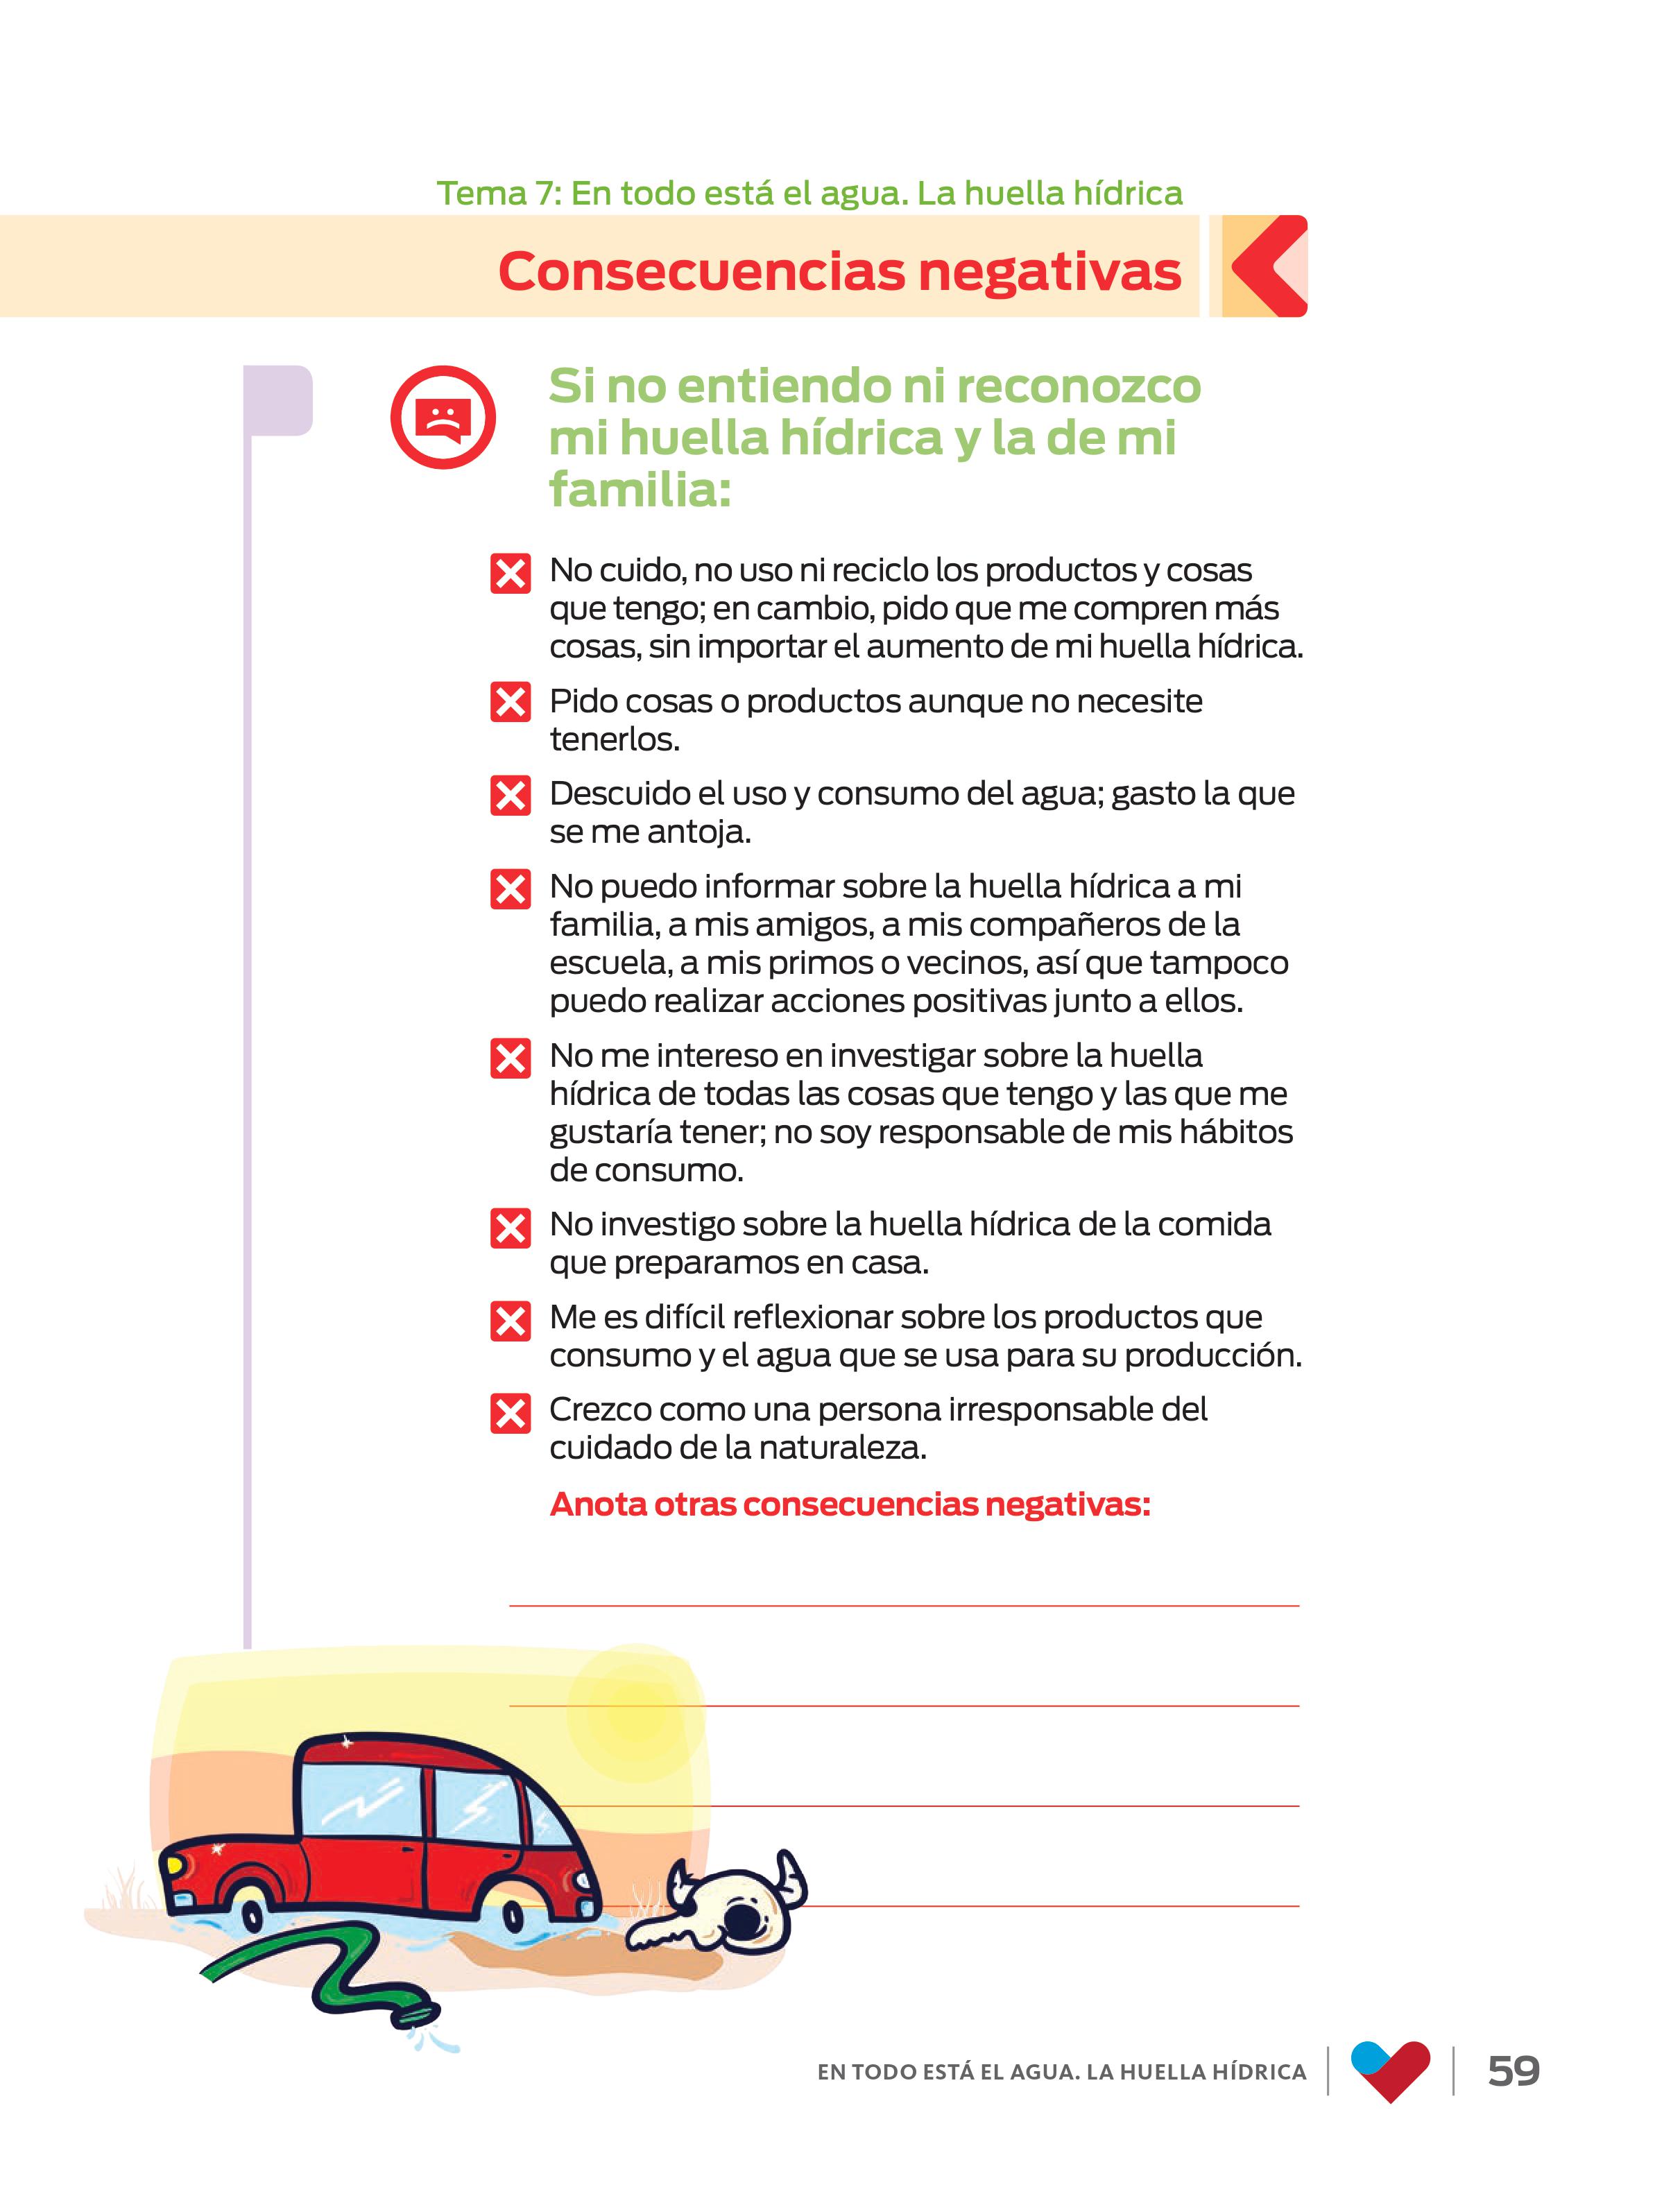 Tema 7: En todo está el agua. La huella hídrica
Consecuencias negativas
Si no entiendo ni reconozco
mi huella hídrica y la de mi
familia:
No cuido, no uso ni reciclo los productos y cosas
que tengo; en cambio, pido que me compren más
cosas, sin importar el aumento de mi huella hídrica.
Pido cosas o productos aunque no necesite
tenerlos.
Descuido el uso y consumo del agua; gasto la que
se me antoja.
No puedo informar sobre la huella hídrica a mi
familia, a mis amigos, a mis compañeros de la
escuela, a mis primos o vecinos, así que tampoco
puedo realizar acciones positivas junto a ellos.
No me intereso en investigar sobre la huella
hídrica de todas las cosas que tengo y las que me
gustaría tener; no soy responsable de mis hábitos
de consumo.
No investigo sobre la huella hídrica de la comida
que preparamos en casa.
Me es difícil reflexionar sobre los productos que
consumo y el agua que se usa para su producción.
Crezco como una persona irresponsable del
cuidado de la naturaleza.
Anota otras consecuencias negativas:
EN TODO ESTÁ EL AGUA. LA HUELLA HÍDRICA
59